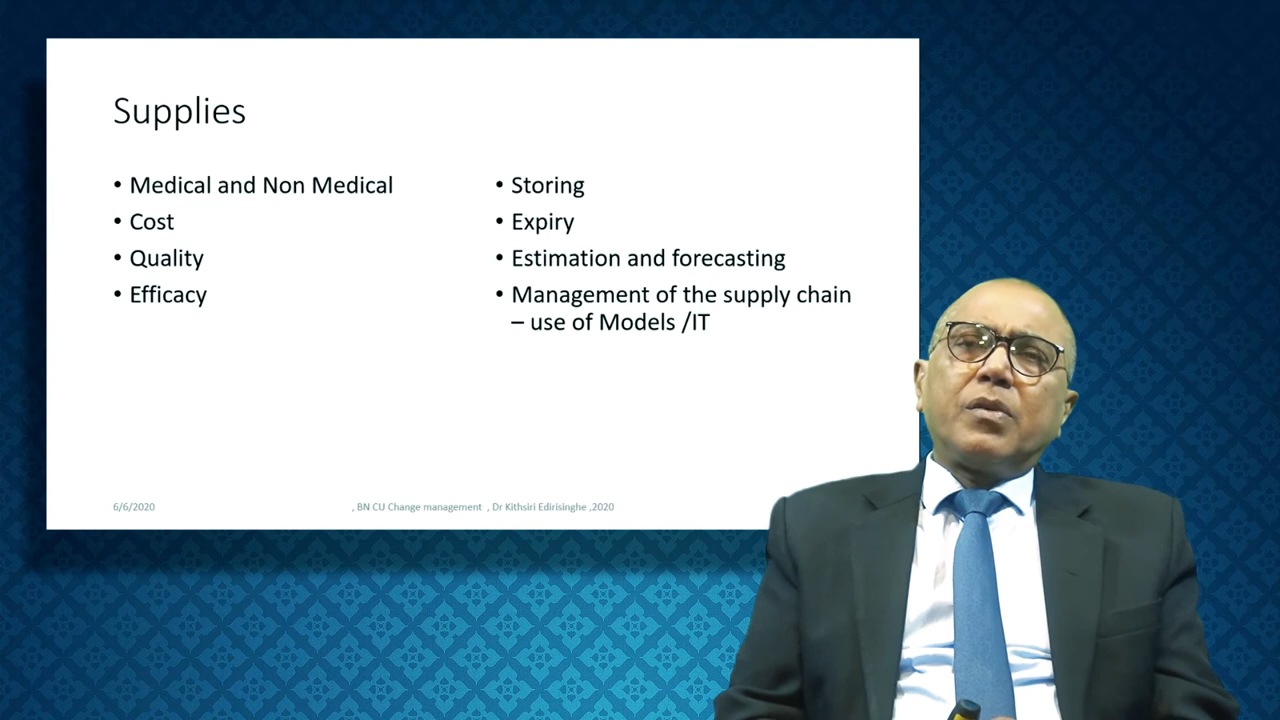 Supplies
• Medical and Non Medical
• Cost
• Quality
• Efficacy
• Storing
• Expiry
• Estimation and forecasting
• Management of the supply chain
– use of Models /IT
6/6/2020
, BN CU Change management , Dr Kithsiri Edirisinghe ,2020